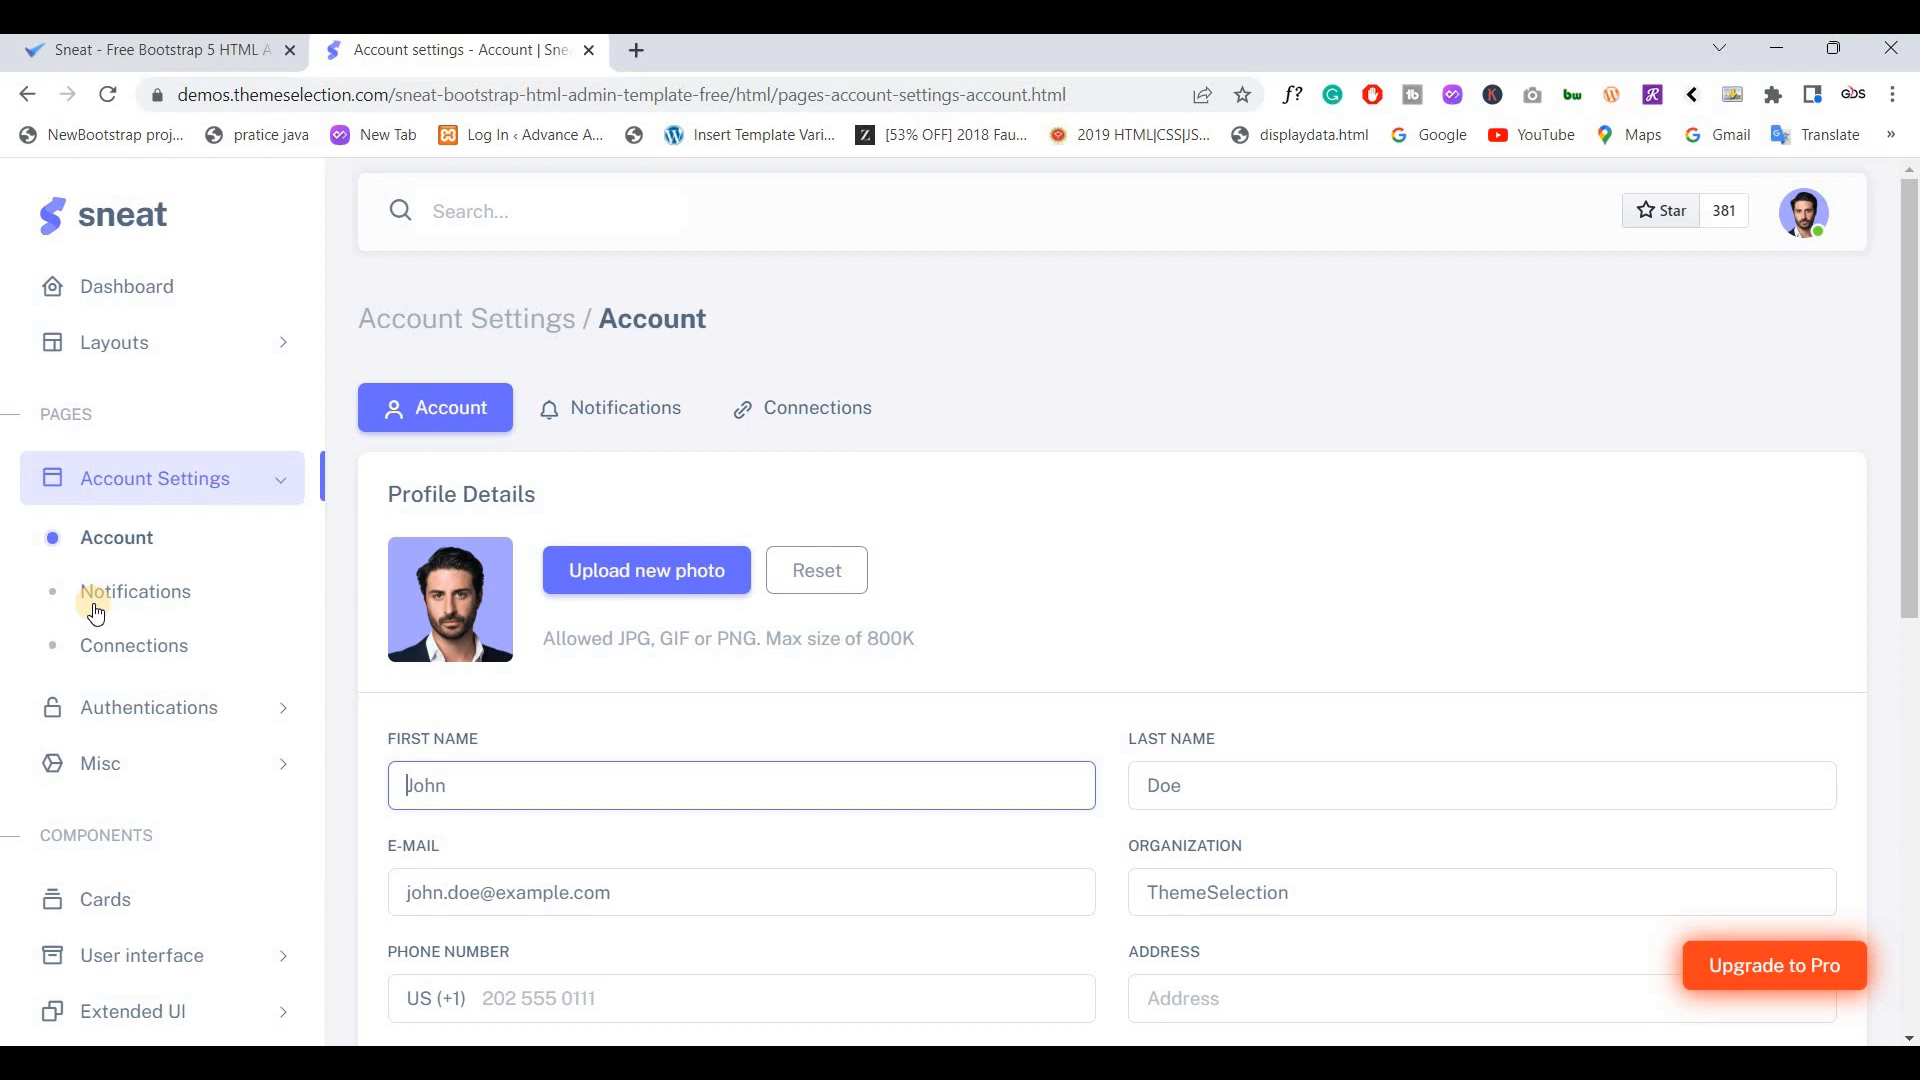 Sneat - Free Bootstrap 5 HTML A
Account settings - Account | Sne
demos.themeselection.com/sneat-bootstrap-html-admin-template-free/html/pages-account-settings-account.html
NewBootstrap proj...
pratice java
New Tab
Log In ‹ Advance A...
Insert Template Vari...
[53% OFF] 2018 Fau...
2019 HTML|CSS|JS...
displaydata.html
Google
YouTube
Maps
Gmail
Translate
»
sneat
Search...
Star
381
Dashboard
Layouts
PAGES
Account Settings
Account
Notifications
Connections
Authentications
Misc
COMPONENTS
Cards
User interface
Extended UI
Account Settings / Account
Account
Notifications
Connections
Profile Details
Upload new photo
Reset
Allowed JPG, GIF or PNG. Max size of 800K
FIRST NAME
John
LAST NAME
Doe
E-MAIL
john.doe@example.com
ORGANIZATION
ThemeSelection
PHONE NUMBER
US (+1) 202 555 0111
ADDRESS
Address
Upgrade to Pro